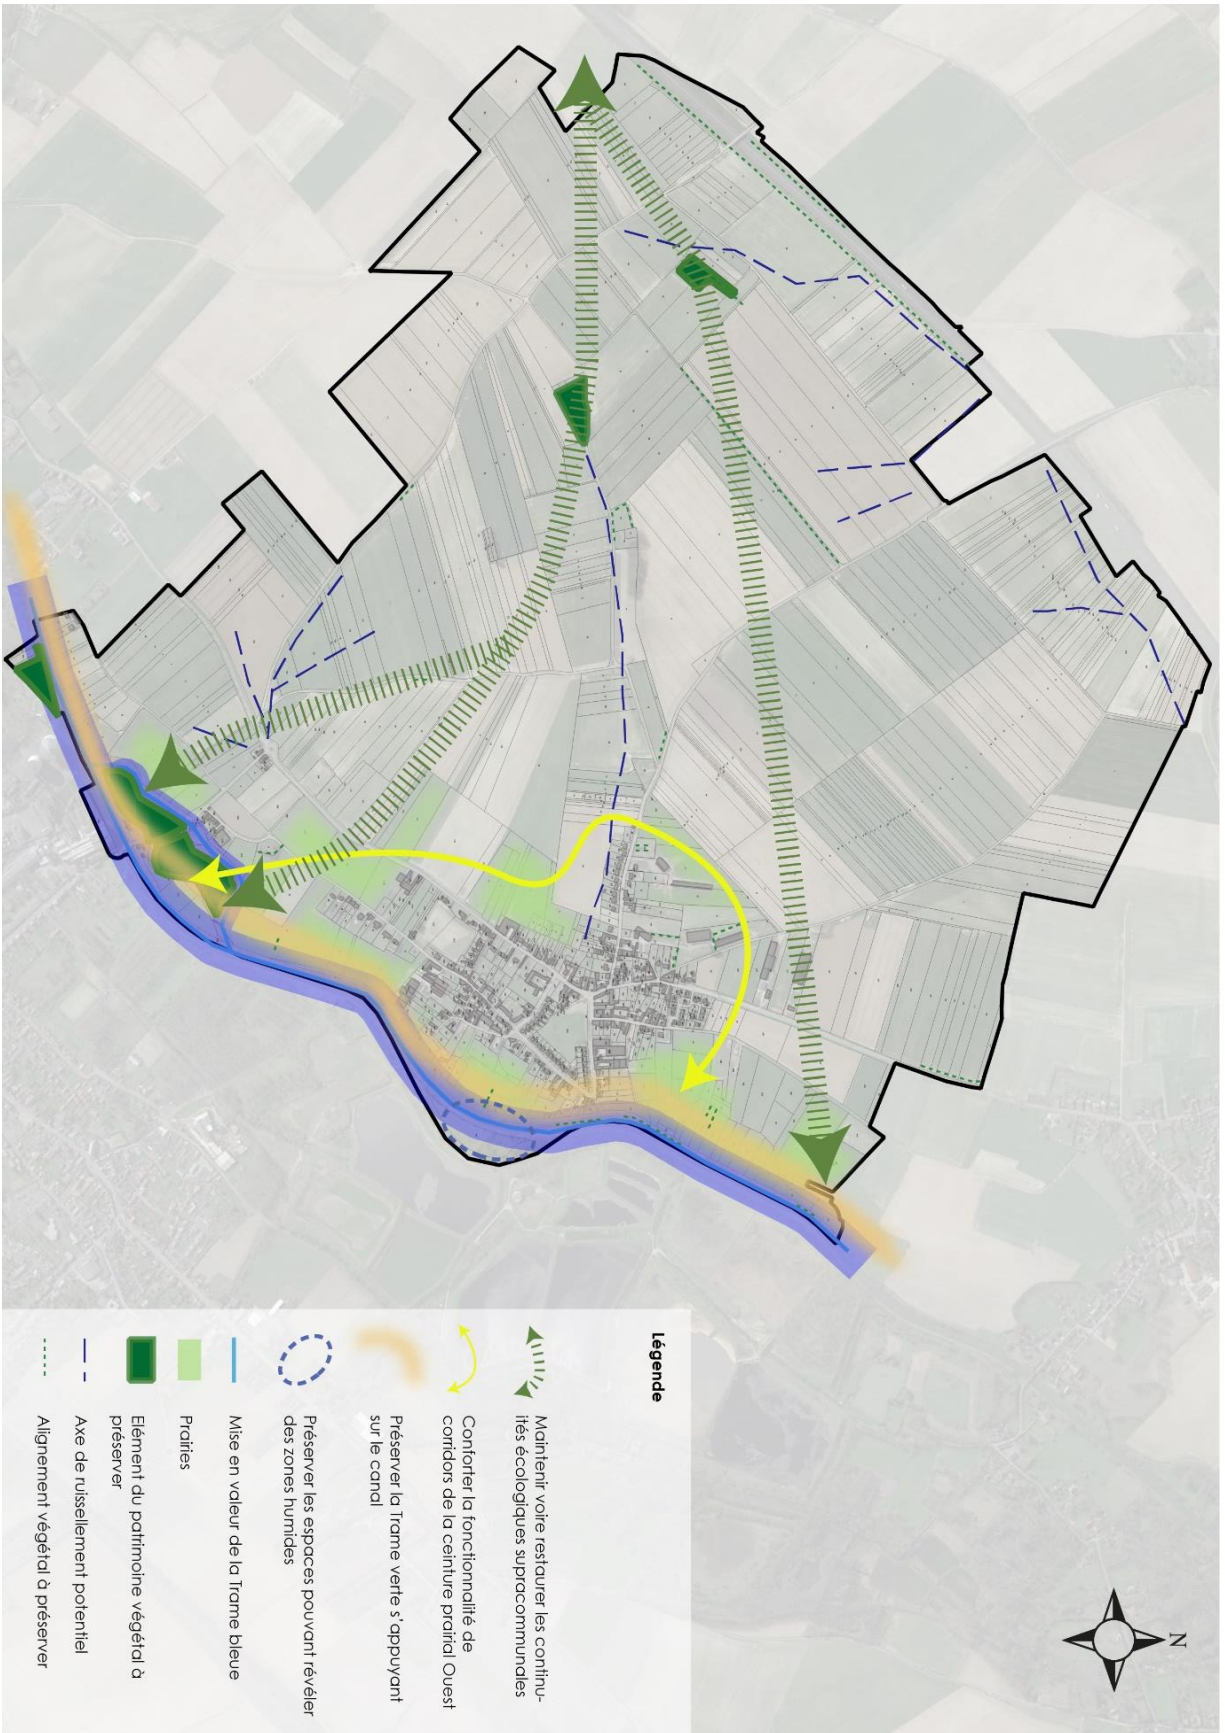 Légende
Maintenir voire restaurer les continu-
ités écologiques supracommunales
Conforter la fonctionnalité de
corridors de la ceinture prairial Ouest
Préserver la Trame verte s'appuyant
sur le canal
Préserver les espaces pouvant révéler
des zones humides
Mise en valeur de la Trame bleue
Prairies
Elément du patrimoine végétal à
préserver
Axe de ruissellement potentiel
Alignement végétal à préserver
N